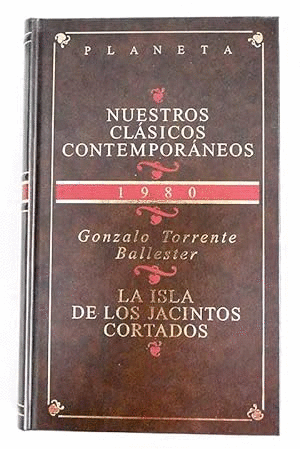 PLANETA
NUESTROS
CLÁSICOS
CONTEMPORÁNEOS
1980
Gonzalo Torrente
Ballester
LA ISLA
DE LOS JACINTOS
CORTADOS